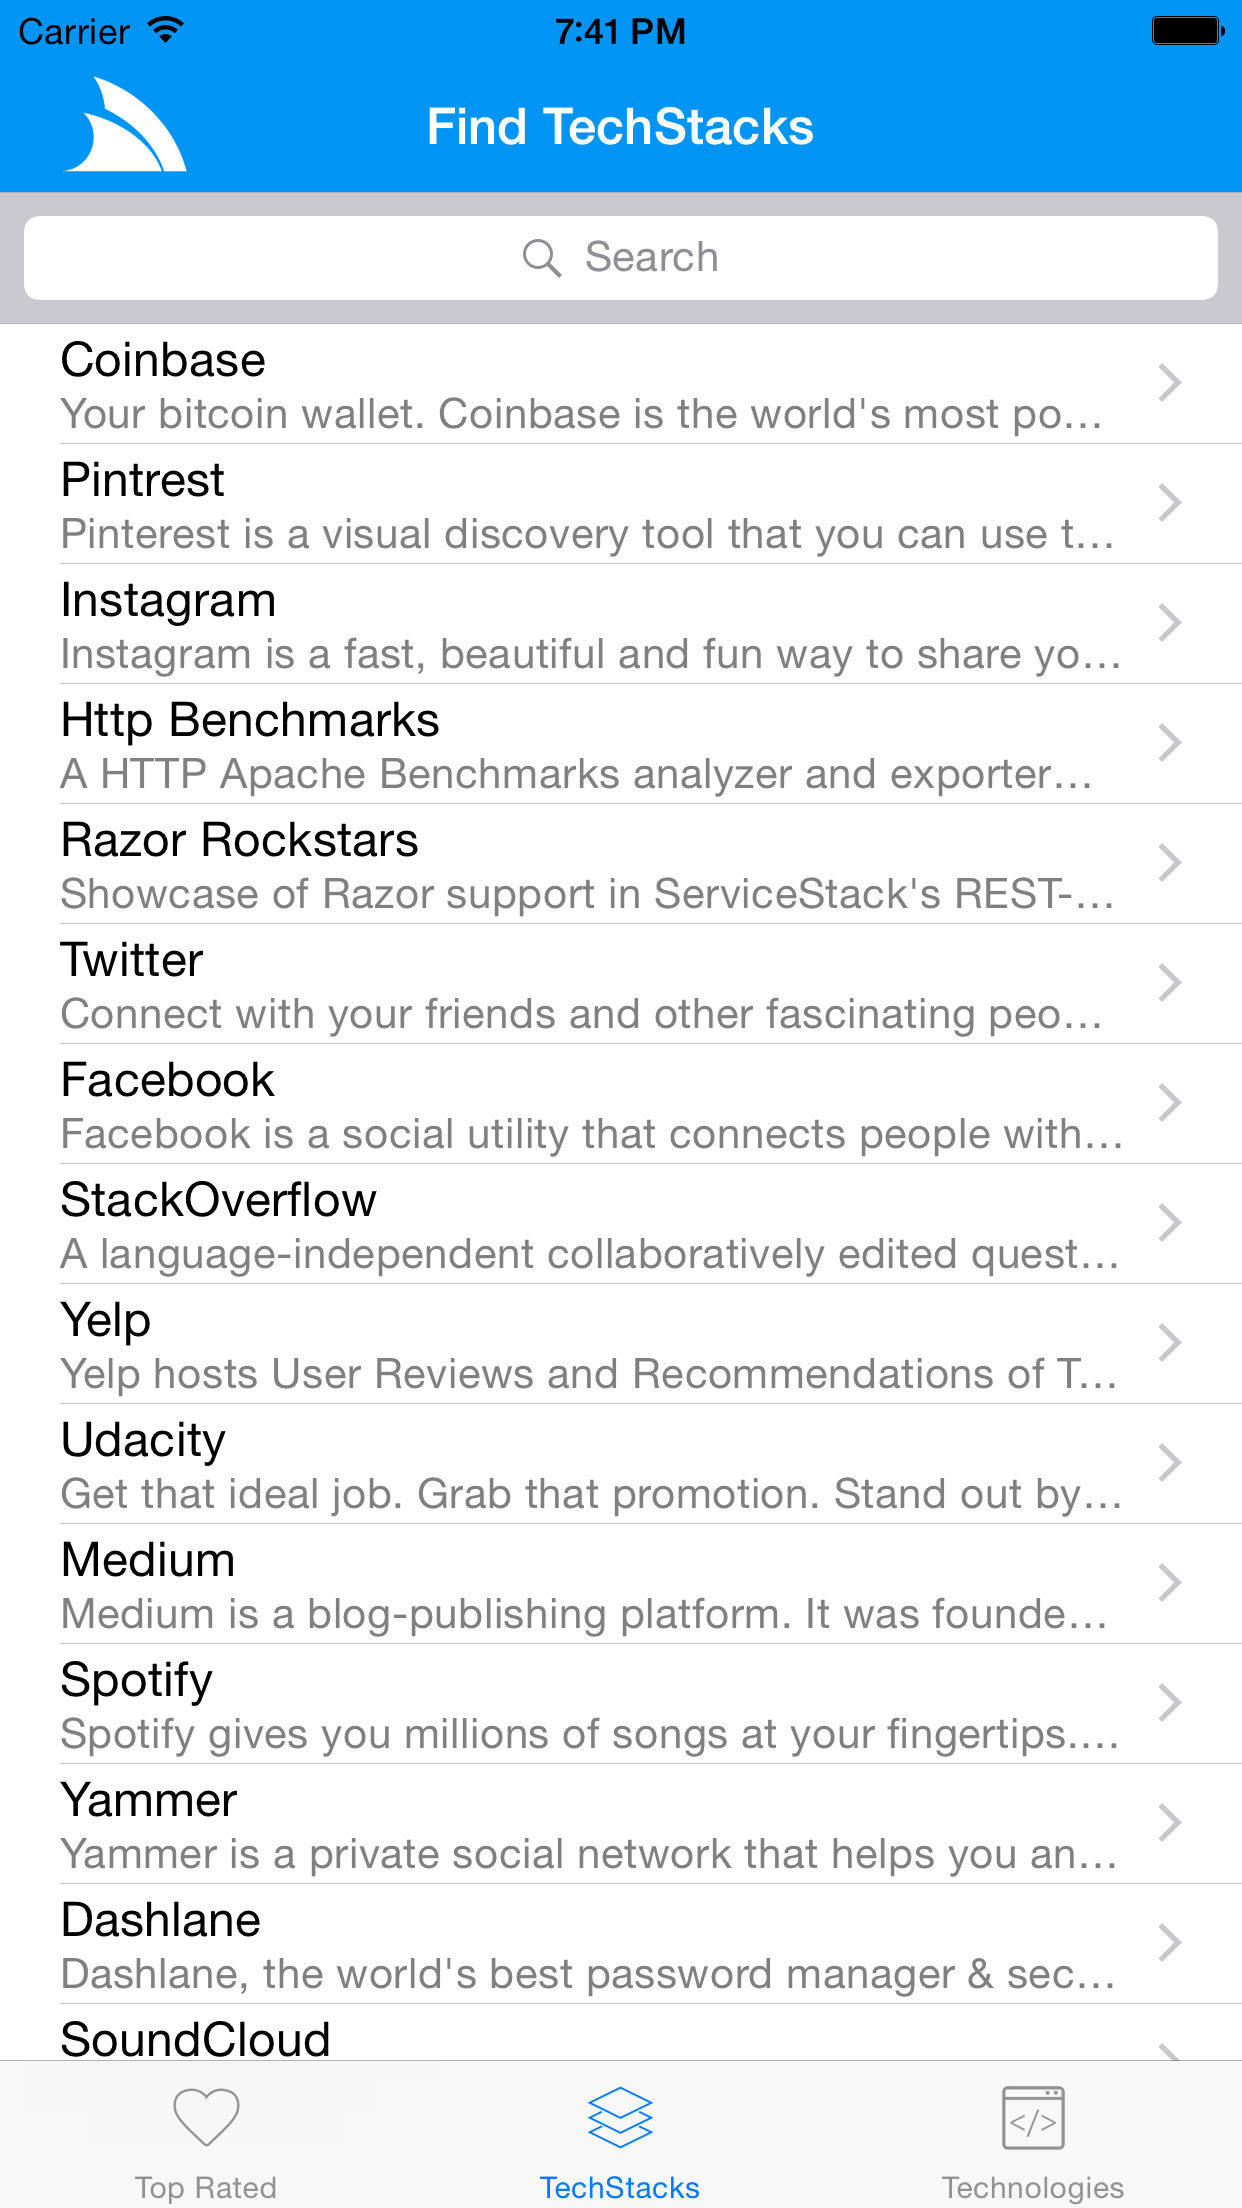 Carrier 7:41 PM
Find TechStacks
Search
Coinbase
Your bitcoin wallet. Coinbase is the world's most po...
Pintrest
Pinterest is a visual discovery tool that you can use t...
Instagram
Instagram is a fast, beautiful and fun way to share yo...
Http Benchmarks
A HTTP Apache Benchmarks analyzer and exporter...
Razor Rockstars
Showcase of Razor support in ServiceStack's REST-...
Twitter
Connect with your friends and other fascinating peo...
Facebook
Facebook is a social utility that connects people with...
StackOverflow
A language-independent collaboratively edited quest...
Yelp
Yelp hosts User Reviews and Recommendations of T...
Udacity
Get that ideal job. Grab that promotion. Stand out by...
Medium
Medium is a blog-publishing platform. It was founde...
Spotify
Spotify gives you millions of songs at your fingertips....
Yammer
Yammer is a private social network that helps you an...
Dashlane
Dashlane, the world's best password manager & sec...
SoundCloud
</>
Top Rated TechStacks Technologies